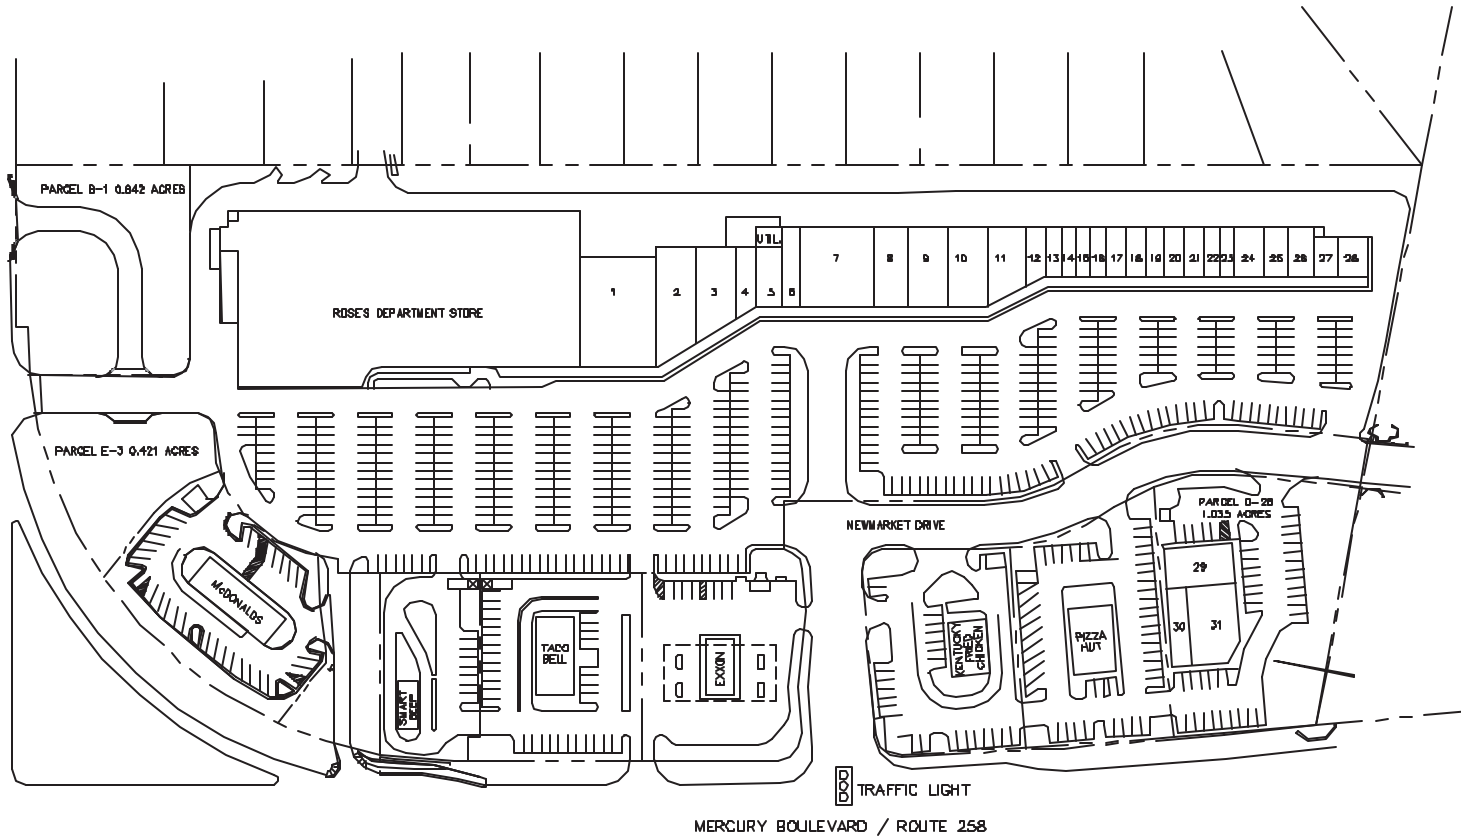 PARCEL B-1 0.842 ACRES
UTIL.
ROSE'S DEPARTMENT STORE
1
2
3
4
5
6
7
8
9
10
11
12
13
14
15
16
17
18
19
20
21
22
23
24
25
26
27
28
PARCEL E-3 0.421 ACRES
PARCEL D-2B
1.035 ACRES
NEWMARKET DRIVE
McDONALDS
SMART
BEEF
TACO
BELL
EXXON
KENTUCKY
FRIED
CHICKEN
PIZZA
HUT
29
30
31
TRAFFIC LIGHT
MERCURY BOULEVARD / ROUTE 258